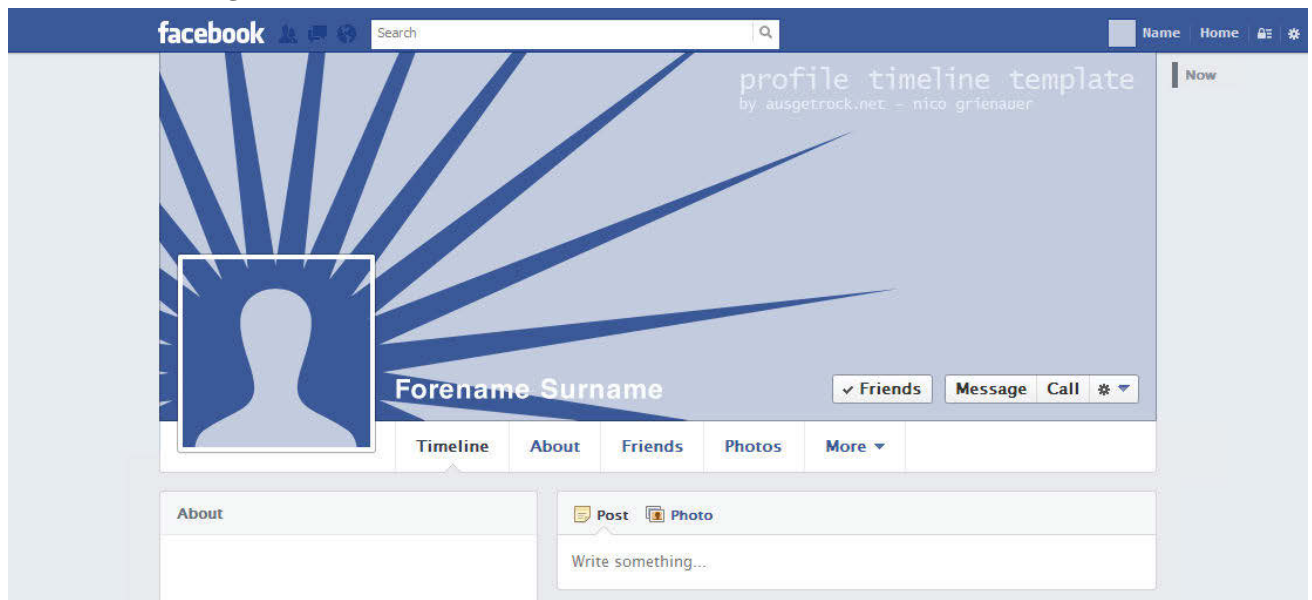 facebook
Search
Name Home
profile timeline template
by ausgetrock.net - nico grienauer
Now
Forename Surname
Friends
Message Call
Timeline About Friends Photos More
About
Post Photo
Write something...